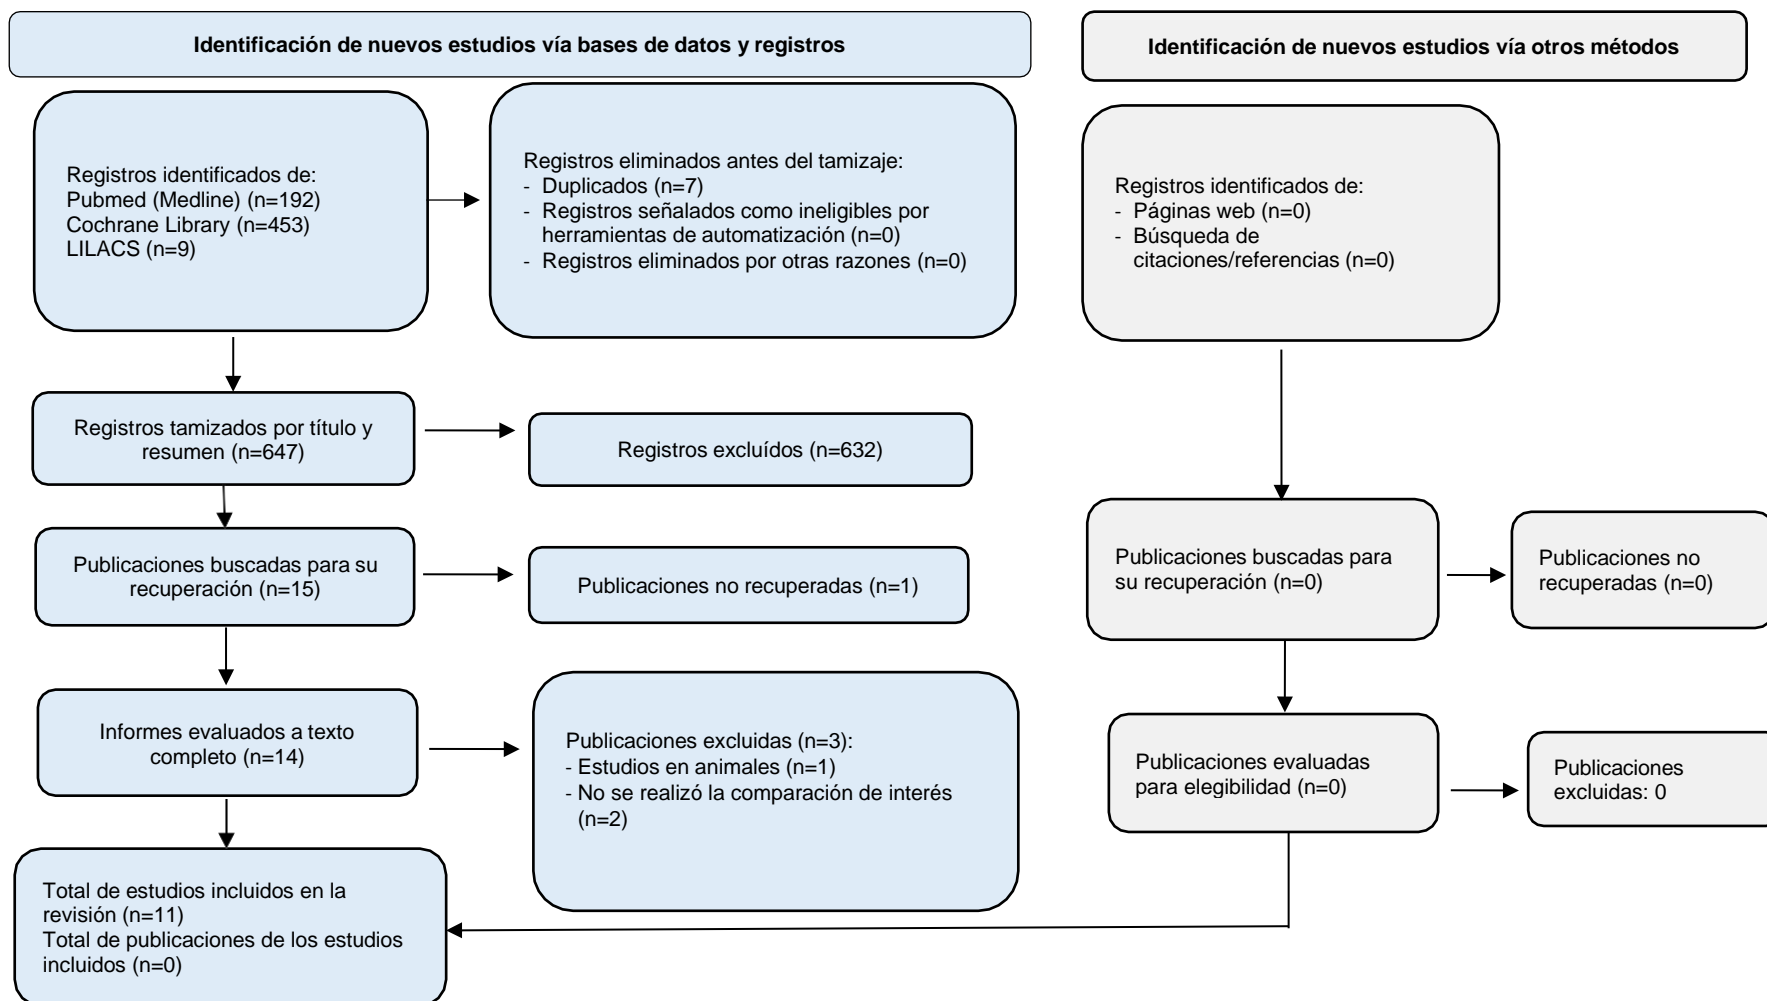 Identificación de nuevos estudios vía bases de datos y registros
Identificación de nuevos estudios vía otros métodos
Registros identificados de:
Pubmed (Medline) (n=192)
Cochrane Library (n=453)
LILACS (n=9)
Registros eliminados antes del tamizaje:
- Duplicados (n=7)
- Registros señalados como ineligibles por
herramientas de automatización (n=0)
- Registros eliminados por otras razones (n=0)
Registros identificados de:
- Páginas web (n=0)
- Búsqueda de
citaciones/referencias (n=0)
Registros tamizados por título y
resumen (n=647)
Registros excluídos (n=632)
Publicaciones buscadas para su
recuperación (n=15)
Publicaciones no recuperadas (n=1)
Publicaciones buscadas para
su recuperación (n=0)
Publicaciones no
recuperadas (n=0)
Informes evaluados a texto
completo (n=14)
Publicaciones excluidas (n=3):
- Estudios en animales (n=1)
- No se realizó la comparación de interés
(n=2)
Publicaciones evaluadas
para elegibilidad (n=0)
Publicaciones
excluidas: 0
Total de estudios incluidos en la
revisión (n=11)
Total de publicaciones de los estudios
incluidos (n=0)